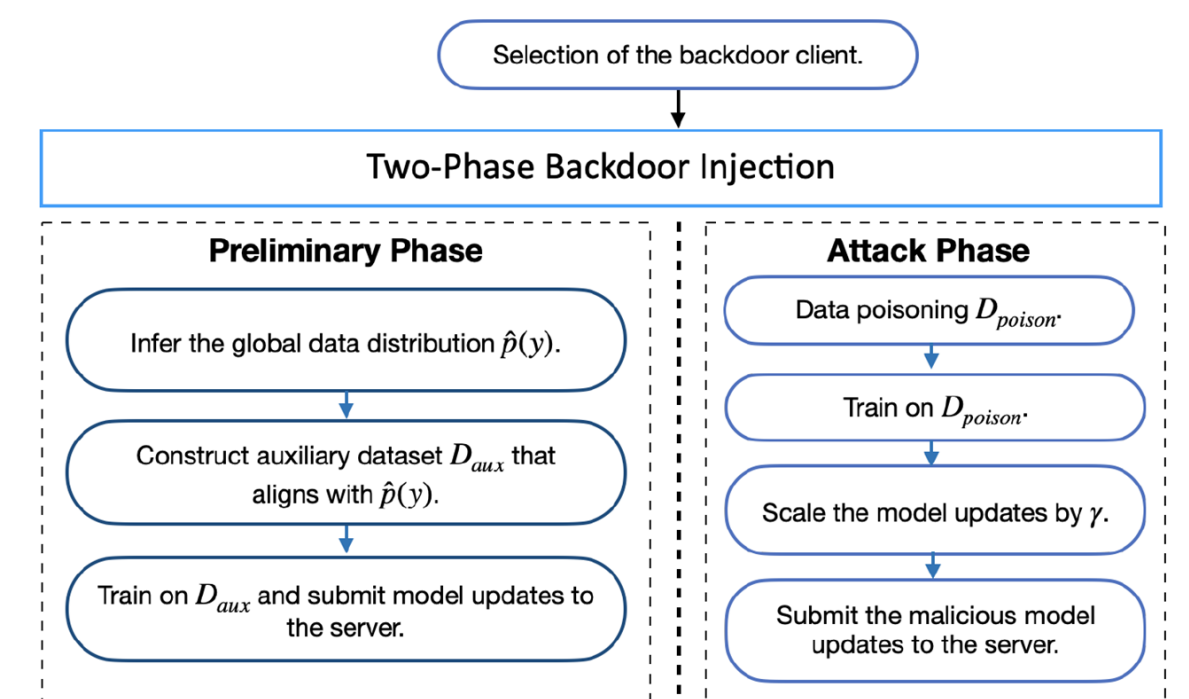 Selection of the backdoor client.
Two-Phase Backdoor Injection
Preliminary Phase
Infer the global data distribution p̂(y).
Construct auxiliary dataset D_aux that
aligns with p̂(y).
Train on D_aux and submit model updates to
the server.
Attack Phase
Data poisoning D_poison.
Train on D_poison.
Scale the model updates by γ.
Submit the malicious model
updates to the server.